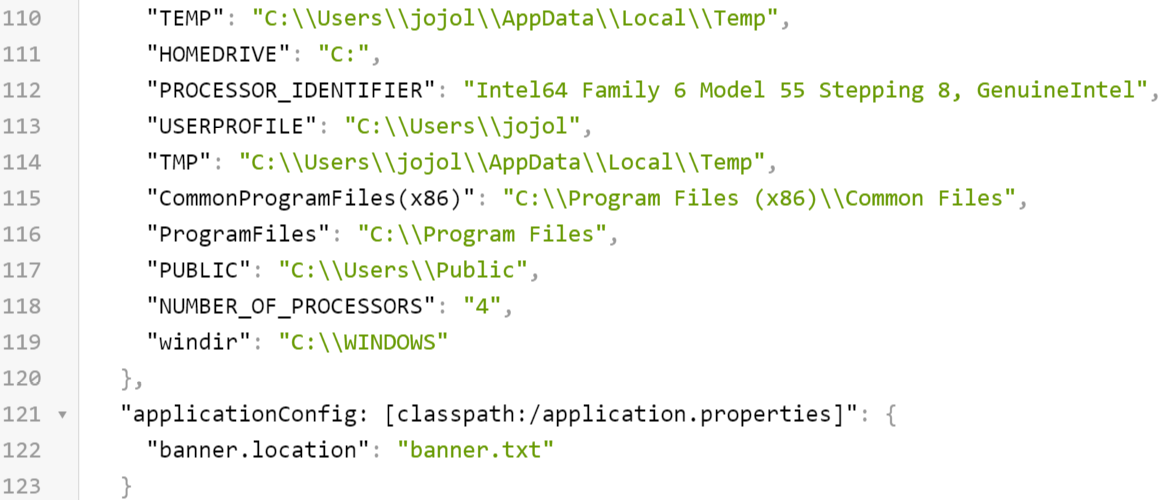 110 "TEMP": "C:\\Users\\jojol\\AppData\\Local\\Temp",
111 "HOMEDRIVE": "C:",
112 "PROCESSOR_IDENTIFIER": "Intel64 Family 6 Model 55 Stepping 8, GenuineIntel",
113 "USERPROFILE": "C:\\Users\\jojol",
114 "TMP": "C:\\Users\\jojol\\AppData\\Local\\Temp",
115 "CommonProgramFiles(x86)": "C:\\Program Files (x86)\\Common Files",
116 "ProgramFiles": "C:\\Program Files",
117 "PUBLIC": "C:\\Users\\Public",
118 "NUMBER_OF_PROCESSORS": "4",
119 "windir": "C:\\WINDOWS"
120 },
121 "applicationConfig: [classpath:/application.properties]": {
122 "banner.location": "banner.txt"
123 }